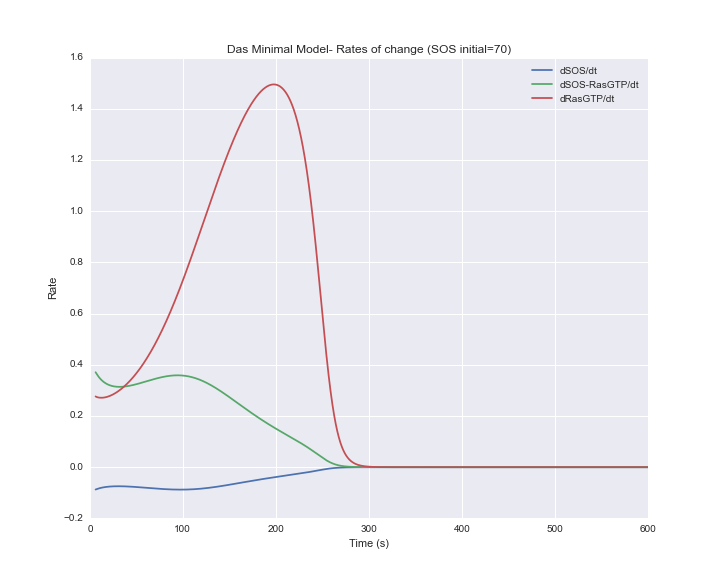 Das Minimal Model- Rates of change (SOS initial=70)
1.6
dSOS/dt
dSOS-RasGTP/dt
dRasGTP/dt
1.4
1.2
1.0
0.8
Rate
0.6
0.4
0.2
0.0
−0.2
0 100 200 300 400 500 600
Time (s)